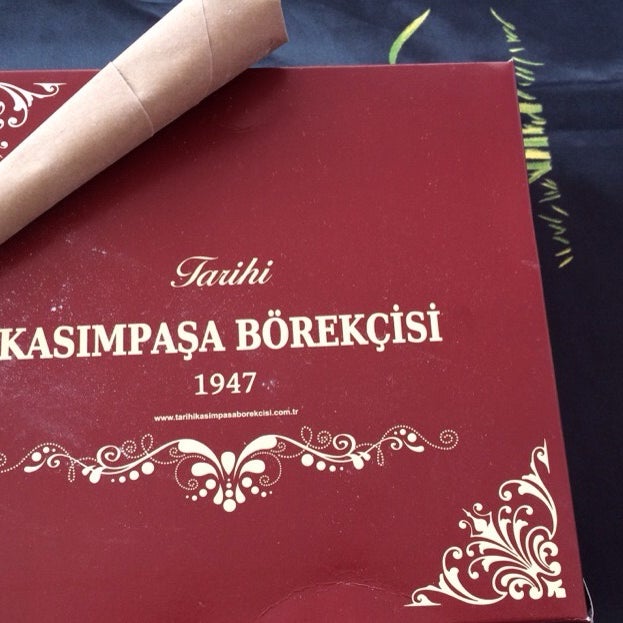 Tarihi
KASIMPAŞA BÖREKÇİSİ
1947
www.tarihikasimpasaborekcisi.com.tr